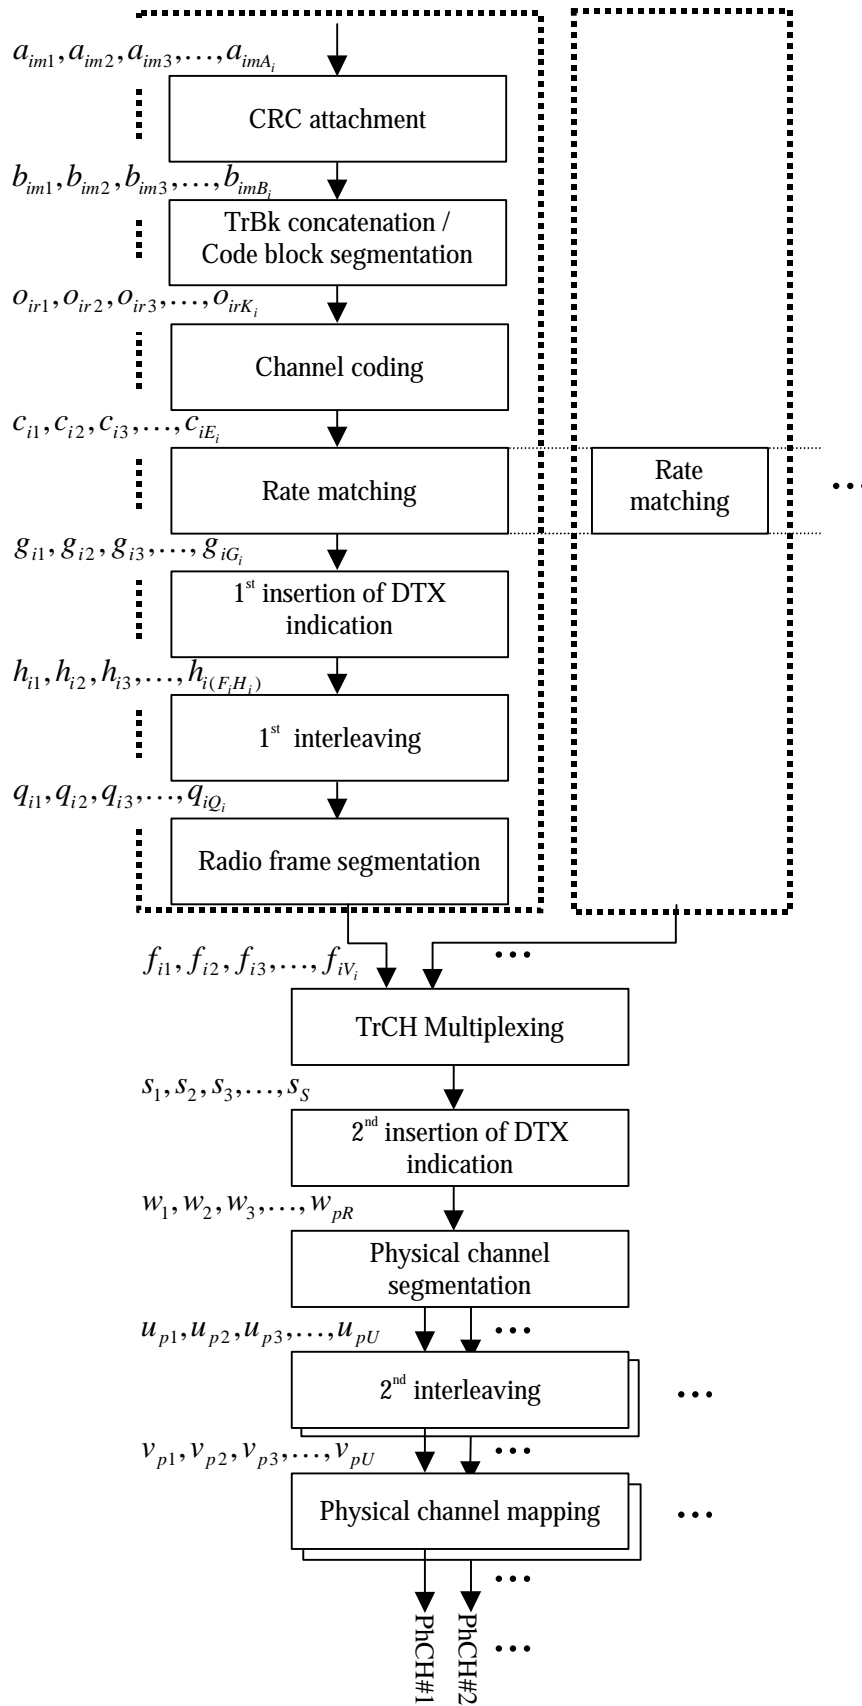 a_{im1}, a_{im2}, a_{im3}, …, a_{imA_i}
CRC attachment
b_{im1}, b_{im2}, b_{im3}, …, b_{imB_i}
TrBk concatenation /
Code block segmentation
o_{ir1}, o_{ir2}, o_{ir3}, …, o_{irK_i}
Channel coding
c_{i1}, c_{i2}, c_{i3}, …, c_{iE_i}
Rate matching
Rate
matching
...
g_{i1}, g_{i2}, g_{i3}, …, g_{iG_i}
1st insertion of DTX
indication
h_{i1}, h_{i2}, h_{i3}, …, h_{i(F_iH_i)}
1st interleaving
q_{i1}, q_{i2}, q_{i3}, …, q_{iQ_i}
Radio frame segmentation
f_{i1}, f_{i2}, f_{i3}, …, f_{iV_i}
...
TrCH Multiplexing
s_1, s_2, s_3, …, s_S
2nd insertion of DTX
indication
w_1, w_2, w_3, …, w_{pR}
Physical channel
segmentation
u_{p1}, u_{p2}, u_{p3}, …, u_{pU}
...
2nd interleaving
...
v_{p1}, v_{p2}, v_{p3}, …, v_{pU}
...
Physical channel mapping
...
...
PhCH#1
PhCH#2
...